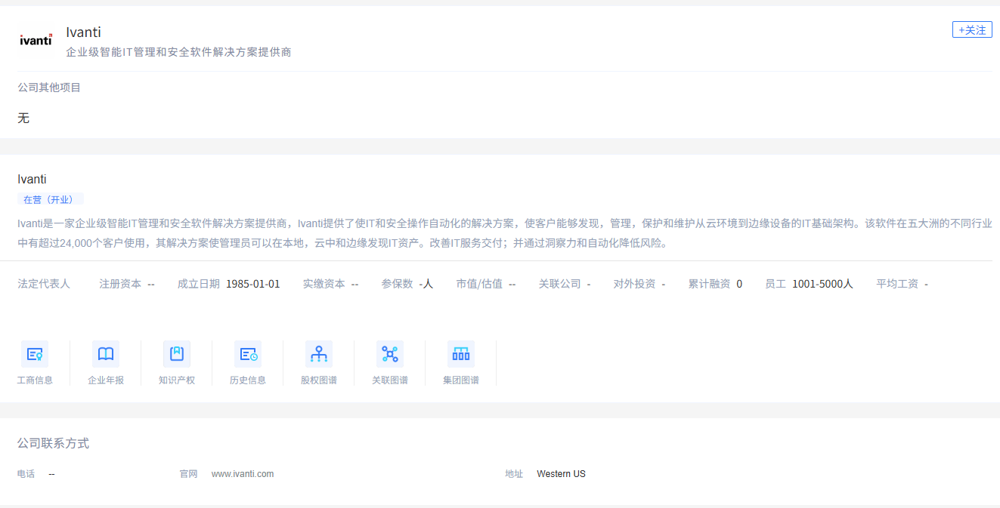 ivanti
Ivanti
+关注
企业级智能IT管理和安全软件解决方案提供商
公司其他项目
无
Ivanti
在营（开业）
Ivanti是一家企业级智能IT管理和安全软件解决方案提供商，Ivanti提供了使IT和安全操作自动化的解决方案，使客户能够发现，管理，保护和维护从云环境到边缘设备的IT基础架构。该软件在五大洲的不同行业
中有超过24,000个客户使用，其解决方案使管理员可以在本地，云中和边缘发现IT资产。改善IT服务交付；并通过洞察力和自动化降低风险。
法定代表人 注册资本 -- 成立日期 1985-01-01 实缴资本 -- 参保数 -人 市值/估值 -- 关联公司 - 对外投资 - 累计融资 0 员工 1001-5000人 平均工资 -
工商信息 企业年报 知识产权 历史信息 股权图谱 关联图谱 集团图谱
公司联系方式
电话 -- 官网 www.ivanti.com 地址 Western US